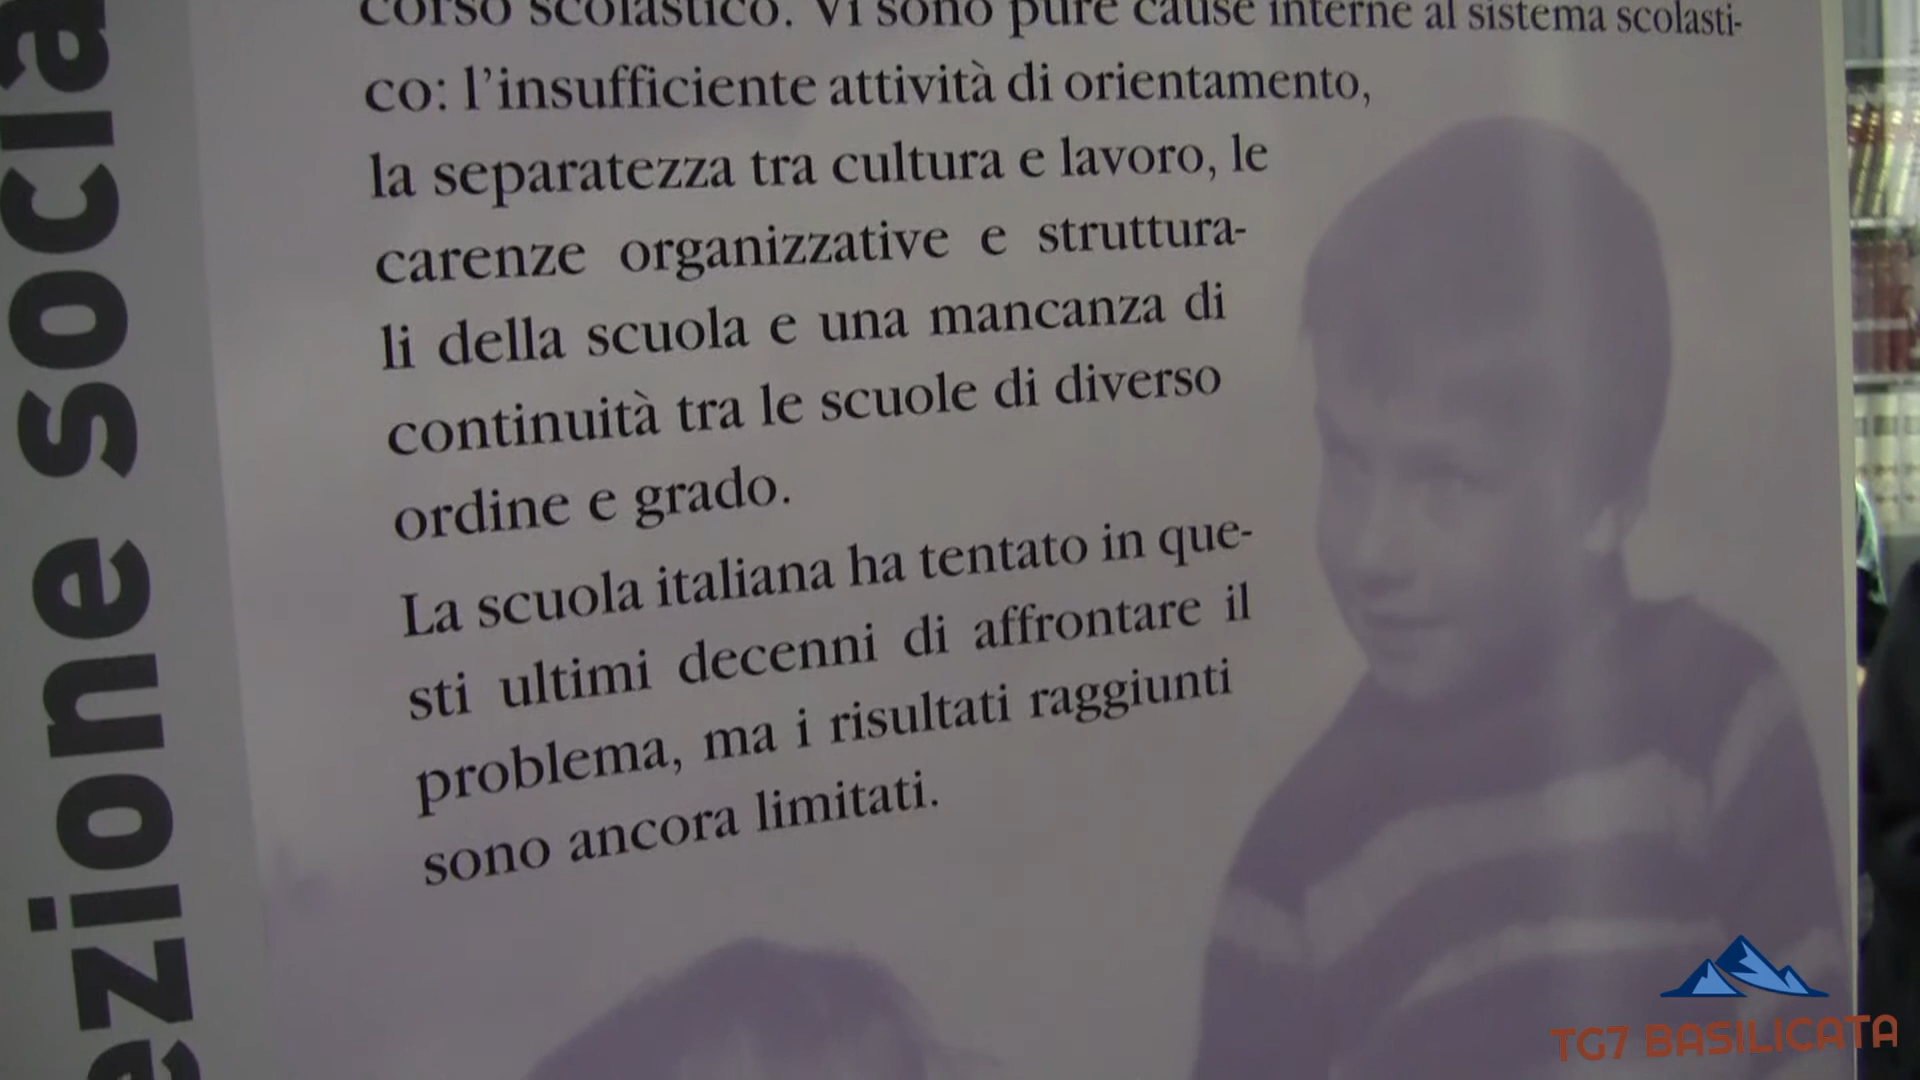 corso scolastico. Vi sono pure cause interne al sistema scolasti-
co: l'insufficiente attività di orientamento,
la separatezza tra cultura e lavoro, le
carenze organizzative e struttura-
li della scuola e una mancanza di
continuità tra le scuole di diverso
ordine e grado.
La scuola italiana ha tentato in que-
sti ultimi decenni di affrontare il
problema, ma i risultati raggiunti
sono ancora limitati.
ezione socia
TG7 BASILICATA